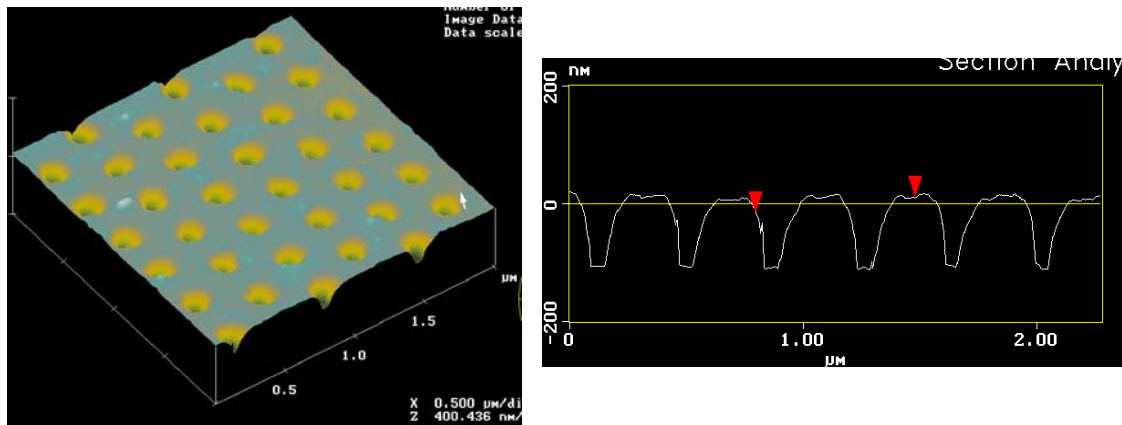 Image Data
Data scale
µm
1.5
1.0
0.5
X 0.500 µm/di
Z 400.436 nm/
Section Analy
nm
200
0
-200
0
1.00
2.00
µm